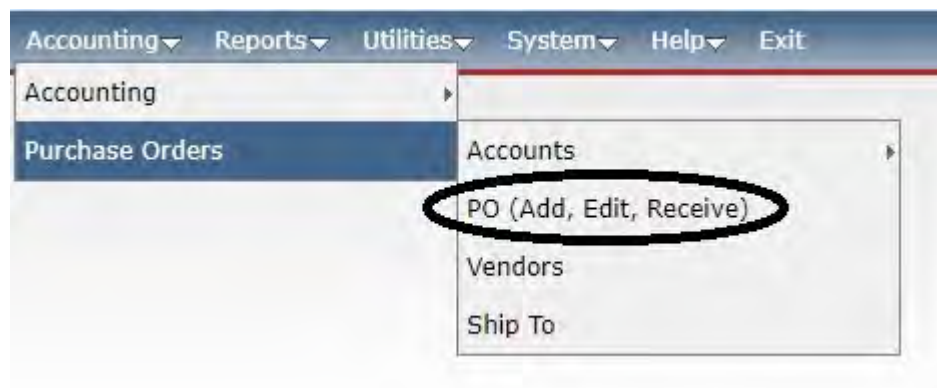 Accounting Reports Utilities System Help Exit
Accounting
Purchase Orders
Accounts
PO (Add, Edit, Receive)
Vendors
Ship To